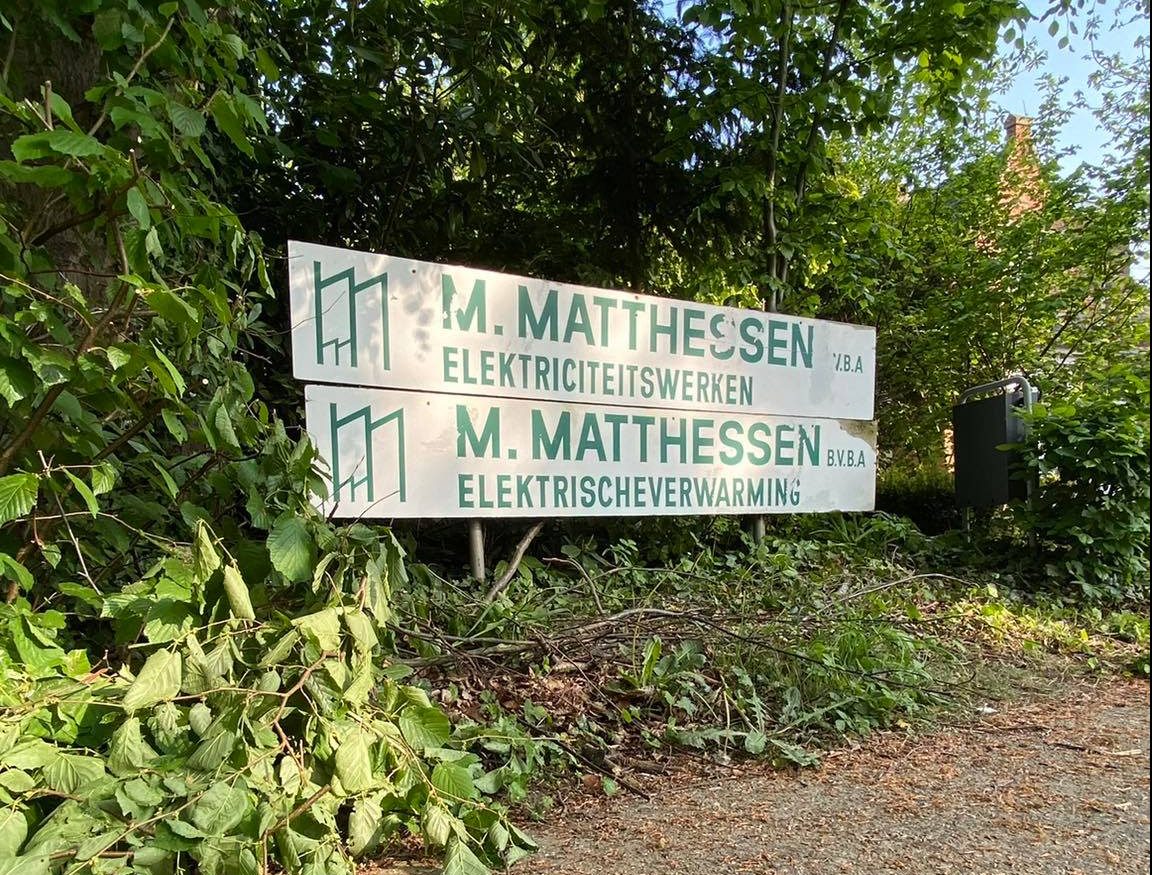 M. MATTHESSEN V.B.A
ELEKTRICITEITSWERKEN
M. MATTHESSEN B.V.B.A
ELEKTRISCHEVERWARMING